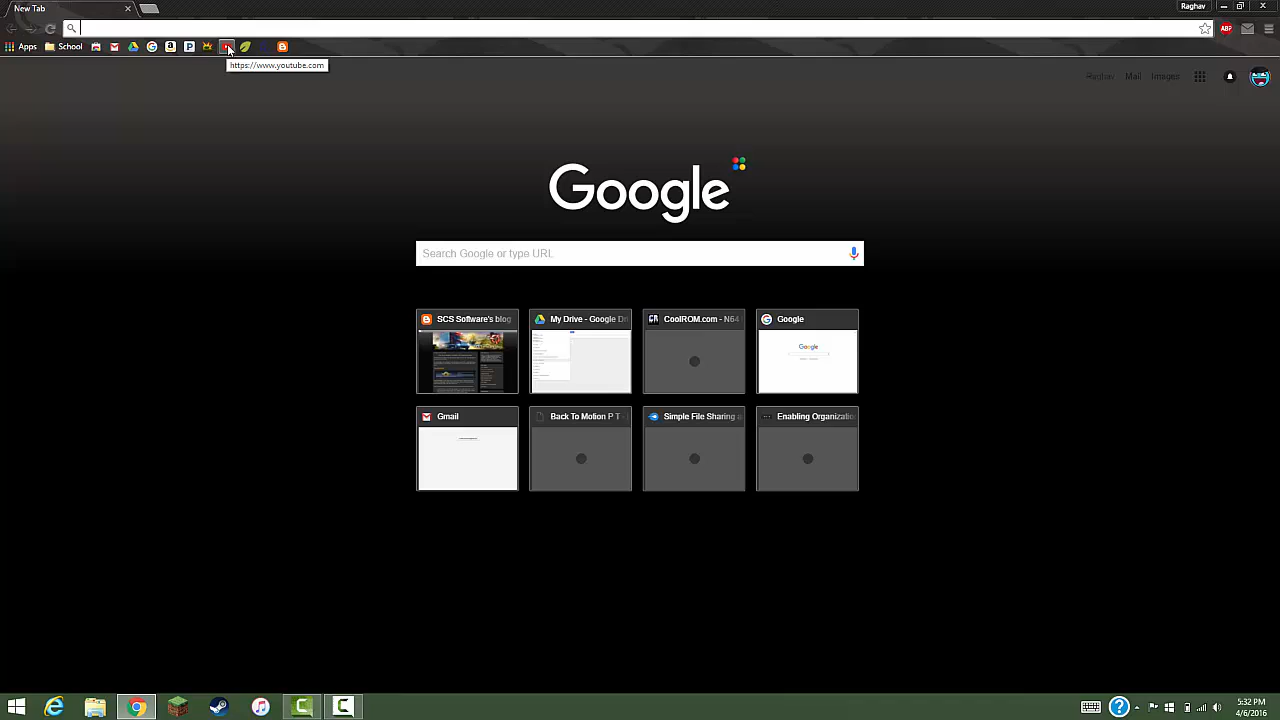 New Tab
Raghav
Apps
School
https://www.youtube.com
Raghav Mail Images
Google
Search Google or type URL
SCS Software's blog
My Drive - Google Dri
CoolROM.com - N64
Google
Gmail
Back To Motion P T -
Simple File Sharing a
Enabling Organizatio
5:32 PM
4/6/2016